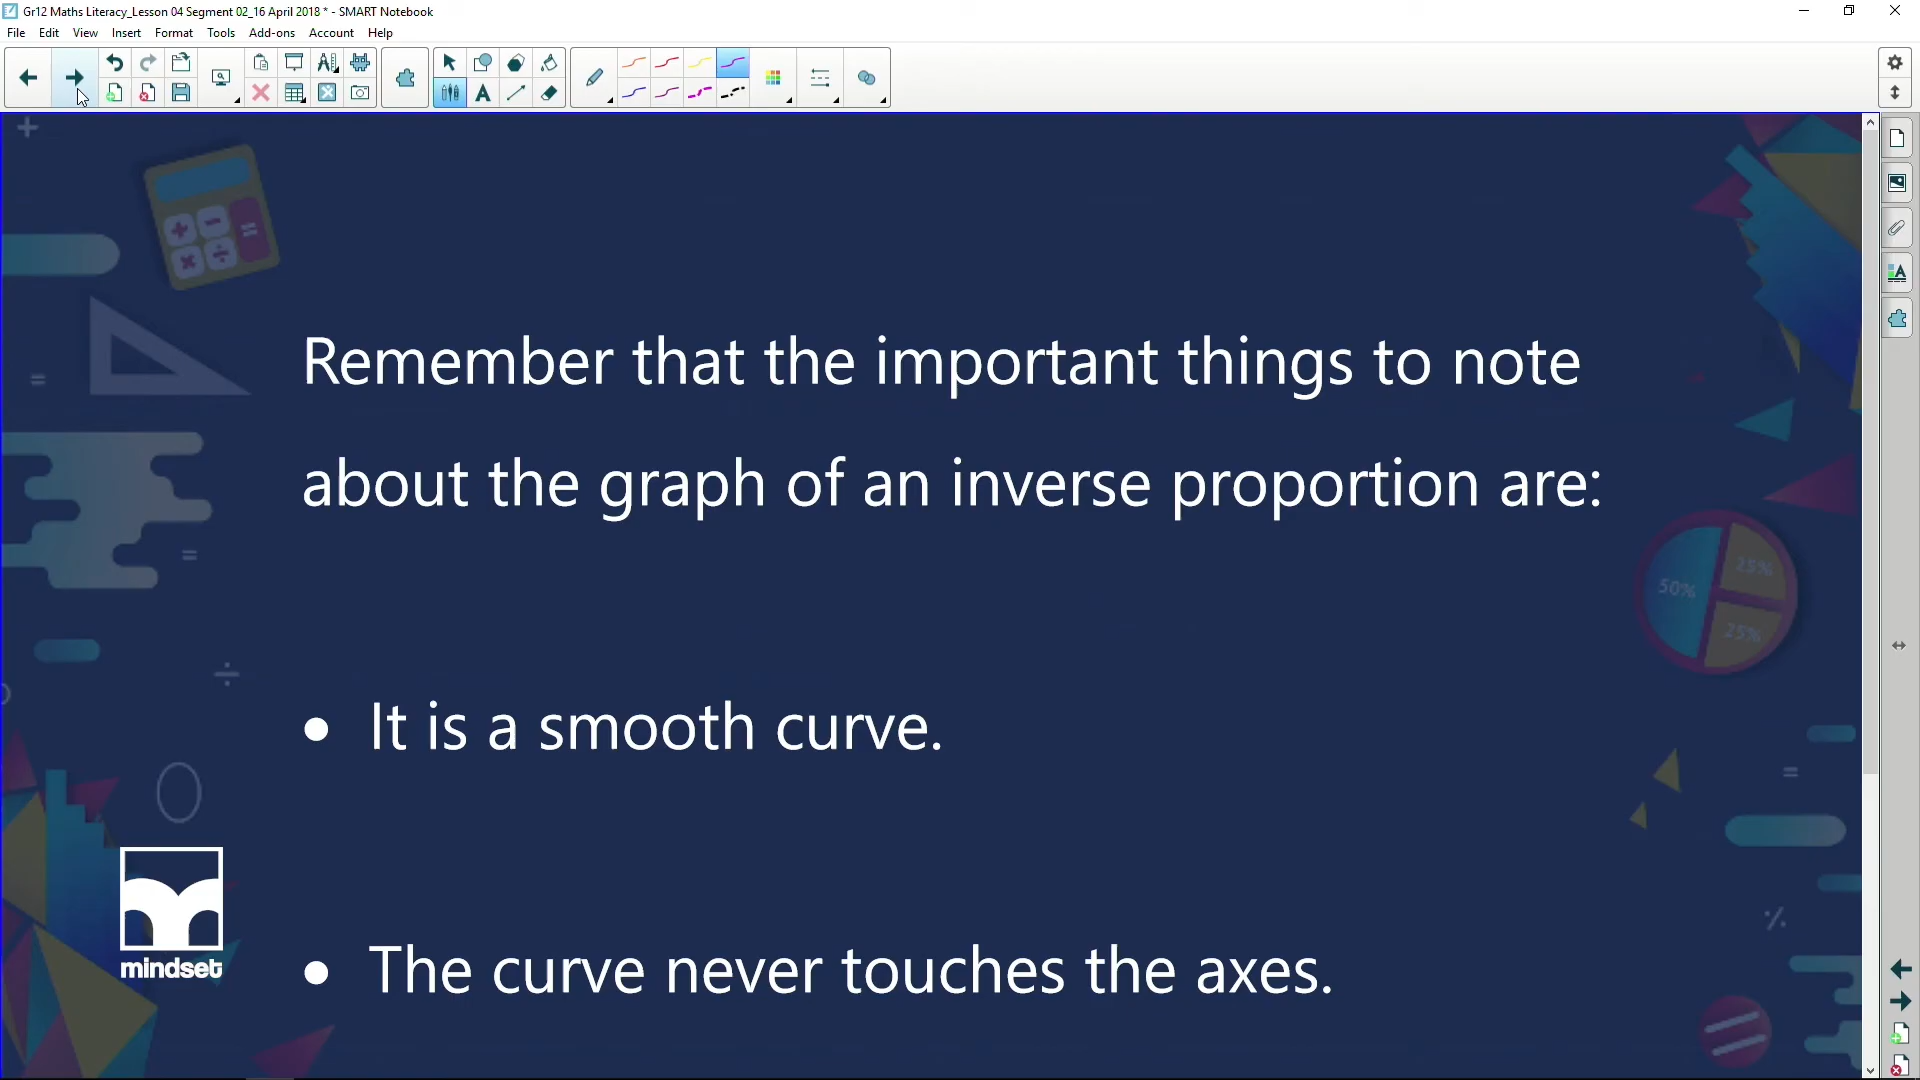 Gr12 Maths Literacy_Lesson 04 Segment 02_16 April 2018 * - SMART Notebook
File Edit View Insert Format Tools Add-ons Account Help
Remember that the important things to note
about the graph of an inverse proportion are:
50% 25%
25%
• It is a smooth curve.
mindset
• The curve never touches the axes.